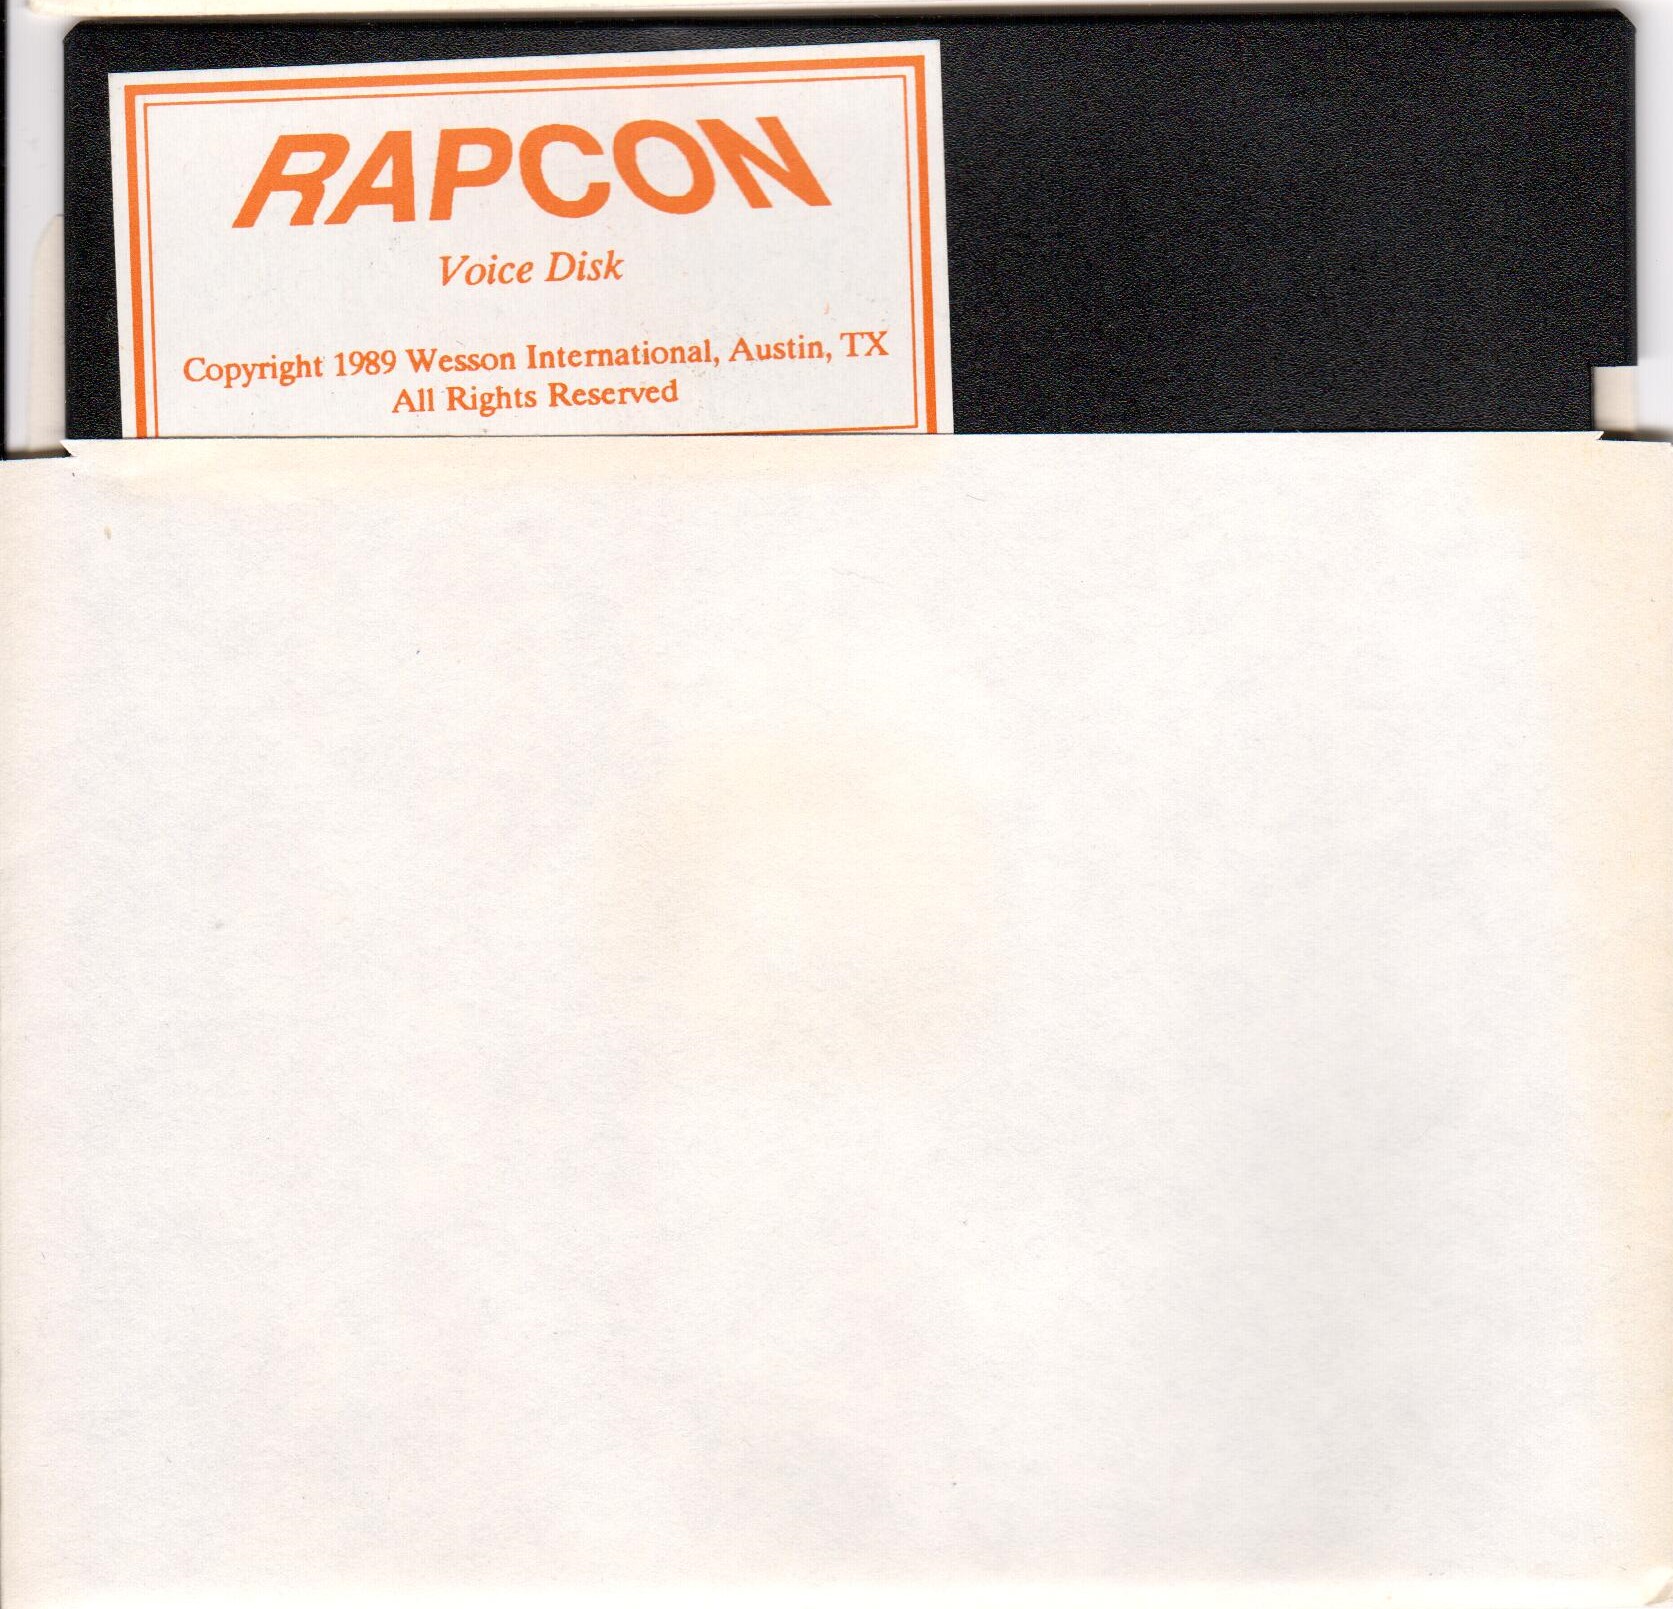 RAPCON
Voice Disk
Copyright 1989 Wesson International, Austin, TX
All Rights Reserved